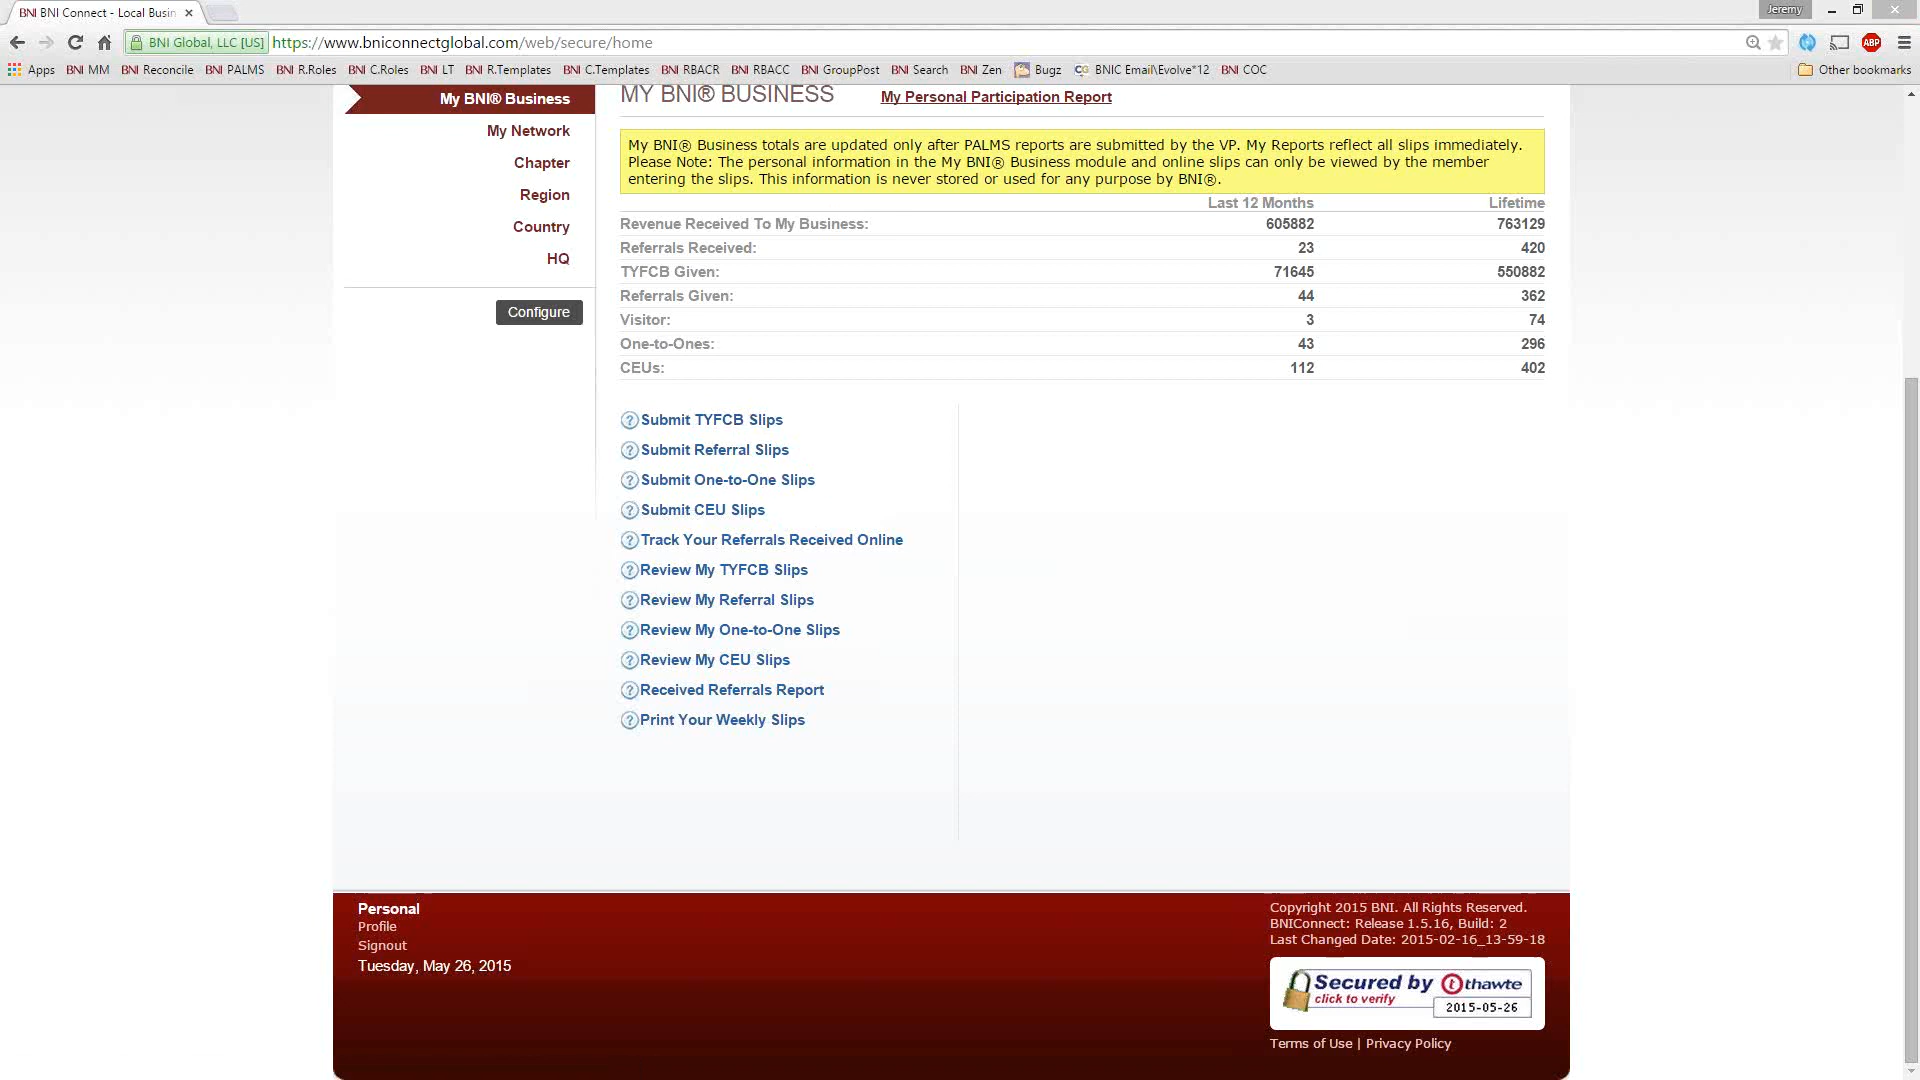 BNI BNI Connect - Local Busin
Jeremy
BNI Global, LLC [US] https://www.bniconnectglobal.com/web/secure/home
ABP
Apps BNI MM BNI Reconcile BNI PALMS BNI R.Roles BNI C.Roles BNI LT BNI R.Templates BNI C.Templates BNI RBACR BNI RBACC BNI GroupPost BNI Search BNI Zen Bugz CG BNIC Email\Evolve*12 BNI COC Other bookmarks
My BNI® Business
My Network
Chapter
Region
Country
HQ
Configure
MY BNI® BUSINESS My Personal Participation Report
My BNI® Business totals are updated only after PALMS reports are submitted by the VP. My Reports reflect all slips immediately.
Please Note: The personal information in the My BNI® Business module and online slips can only be viewed by the member
entering the slips. This information is never stored or used for any purpose by BNI®.
Last 12 Months Lifetime
Revenue Received To My Business: 605882 763129
Referrals Received: 23 420
TYFCB Given: 71645 550882
Referrals Given: 44 362
Visitor: 3 74
One-to-Ones: 43 296
CEUs: 112 402
? Submit TYFCB Slips
? Submit Referral Slips
? Submit One-to-One Slips
? Submit CEU Slips
? Track Your Referrals Received Online
? Review My TYFCB Slips
? Review My Referral Slips
? Review My One-to-One Slips
? Review My CEU Slips
? Received Referrals Report
? Print Your Weekly Slips
Personal
Profile
Signout
Tuesday, May 26, 2015
Copyright 2015 BNI. All Rights Reserved.
BNIConnect: Release 1.5.16, Build: 2
Last Changed Date: 2015-02-16_13-59-18
Secured by thawte
click to verify
2015-05-26
Terms of Use | Privacy Policy